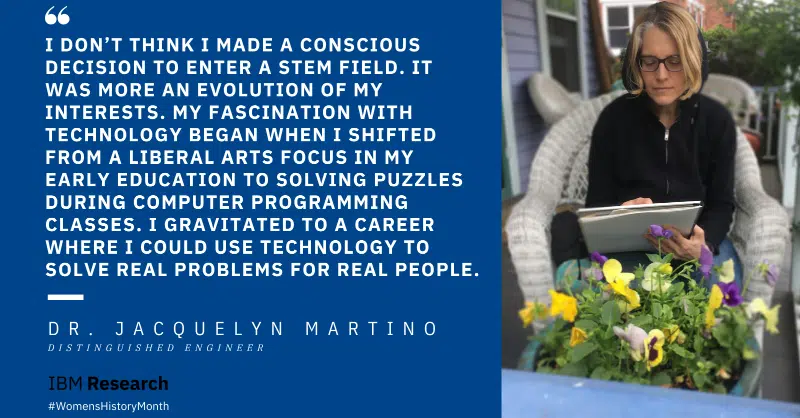 “
I DON’T THINK I MADE A CONSCIOUS
DECISION TO ENTER A STEM FIELD. IT
WAS MORE AN EVOLUTION OF MY
INTERESTS. MY FASCINATION WITH
TECHNOLOGY BEGAN WHEN I SHIFTED
FROM A LIBERAL ARTS FOCUS IN MY
EARLY EDUCATION TO SOLVING PUZZLES
DURING COMPUTER PROGRAMMING
CLASSES. I GRAVITATED TO A CAREER
WHERE I COULD USE TECHNOLOGY TO
SOLVE REAL PROBLEMS FOR REAL PEOPLE.
DR. JACQUELYN MARTINO
DISTINGUISHED ENGINEER
IBM Research
#WomensHistoryMonth